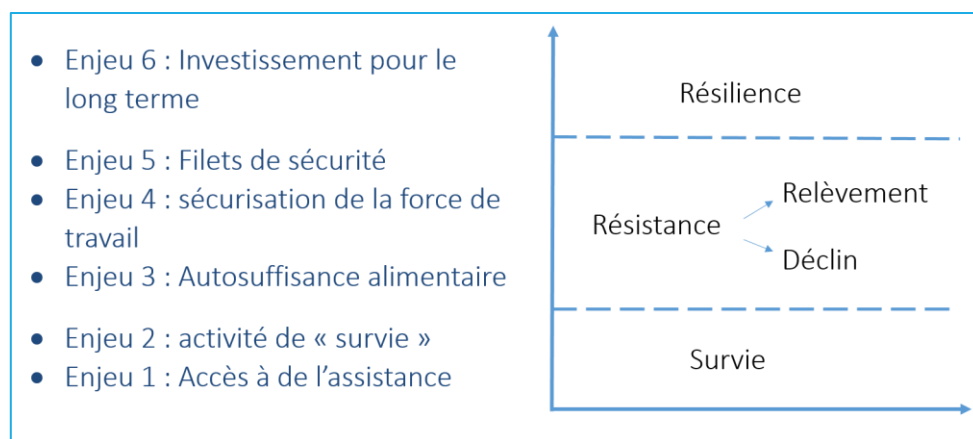 • Enjeu 6 : Investissement pour le
long terme
• Enjeu 5 : Filets de sécurité
• Enjeu 4 : sécurisation de la force de
travail
• Enjeu 3 : Autosuffisance alimentaire
• Enjeu 2 : activité de « survie »
• Enjeu 1 : Accès à de l’assistance
Résilience
Relèvement
Résistance
Déclin
Survie